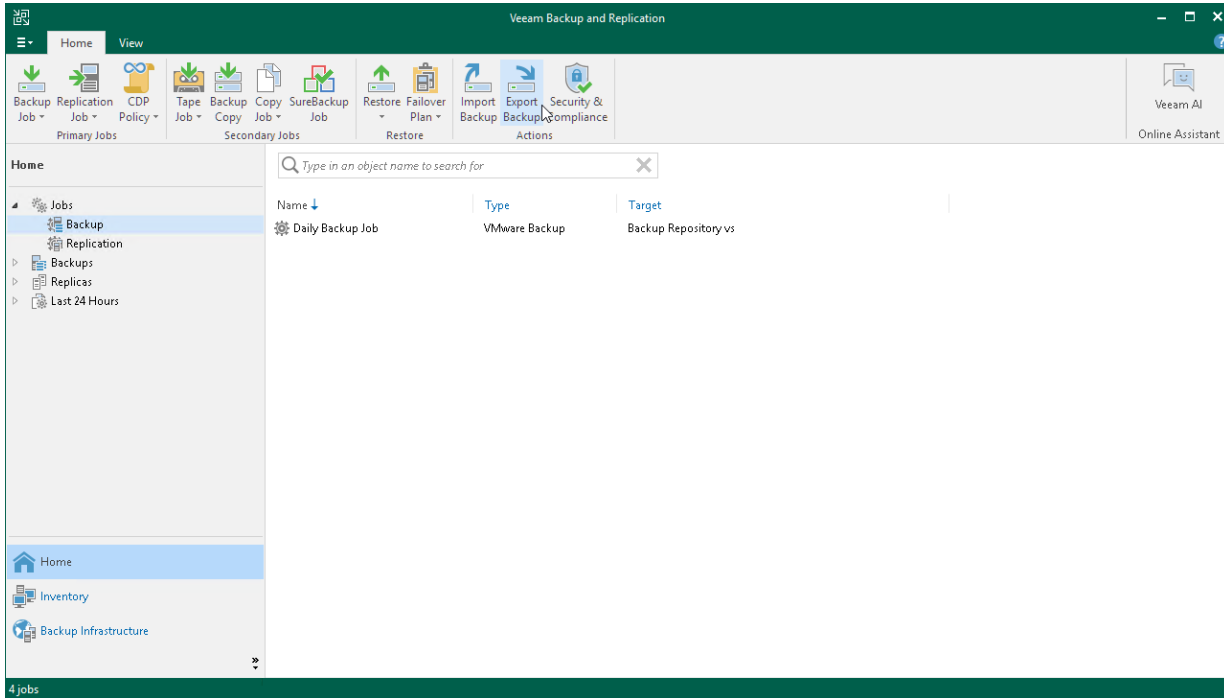 Veeam Backup and Replication
Home View
Backup Job
Replication Job
CDP Policy
Primary Jobs
Tape Job
Backup Copy
Copy Job
SureBackup Job
Secondary Jobs
Restore
Failover Plan
Restore
Import Backup
Export Backup
Security & Compliance
Actions
Veeam AI
Online Assistant
Home
Type in an object name to search for
Jobs
Backup
Replication
Backups
Replicas
Last 24 Hours
Name Type Target
Daily Backup Job VMware Backup Backup Repository vs
Home
Inventory
Backup Infrastructure
4 jobs